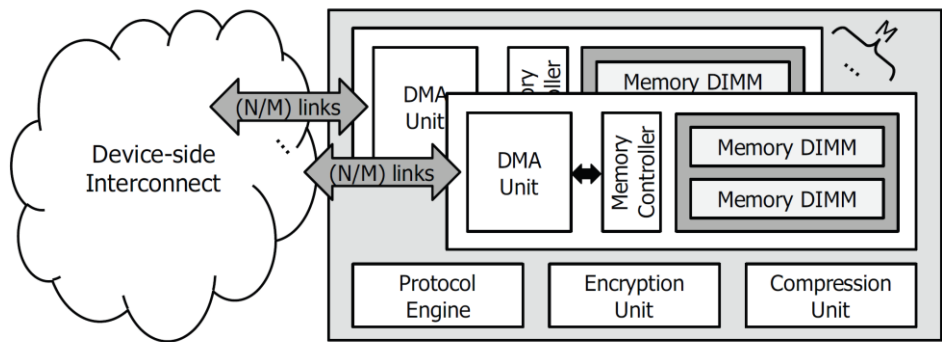 M
...
DMA
Unit
Memory DIMM
(N/M) links
...
Device-side
Interconnect
(N/M) links
DMA
Unit
Memory
Controller
Memory DIMM
Memory DIMM
Protocol
Engine
Encryption
Unit
Compression
Unit